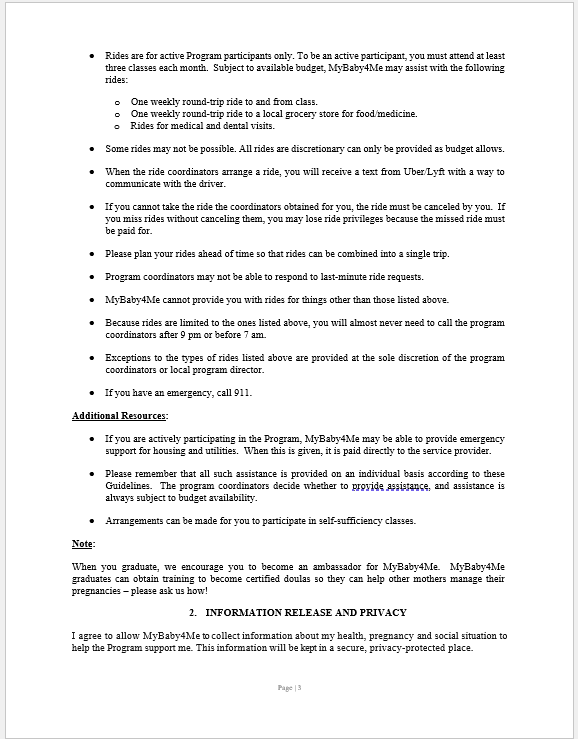 • Rides are for active Program participants only. To be an active participant, you must attend at least
three classes each month. Subject to available budget, MyBaby4Me may assist with the following
rides:
o One weekly round-trip ride to and from class.
o One weekly round-trip ride to a local grocery store for food/medicine.
o Rides for medical and dental visits.
• Some rides may not be possible. All rides are discretionary can only be provided as budget allows.
• When the ride coordinators arrange a ride, you will receive a text from Uber/Lyft with a way to
communicate with the driver.
• If you cannot take the ride the coordinators obtained for you, the ride must be canceled by you. If
you miss rides without canceling them, you may lose ride privileges because the missed ride must
be paid for.
• Please plan your rides ahead of time so that rides can be combined into a single trip.
• Program coordinators may not be able to respond to last-minute ride requests.
• MyBaby4Me cannot provide you with rides for things other than those listed above.
• Because rides are limited to the ones listed above, you will almost never need to call the program
coordinators after 9 pm or before 7 am.
• Exceptions to the types of rides listed above are provided at the sole discretion of the program
coordinators or local program director.
• If you have an emergency, call 911.
Additional Resources:
• If you are actively participating in the Program, MyBaby4Me may be able to provide emergency
support for housing and utilities. When this is given, it is paid directly to the service provider.
• Please remember that all such assistance is provided on an individual basis according to these
Guidelines. The program coordinators decide whether to provide assistance, and assistance is
always subject to budget availability.
• Arrangements can be made for you to participate in self-sufficiency classes.
Note:
When you graduate, we encourage you to become an ambassador for MyBaby4Me. MyBaby4Me
graduates can obtain training to become certified doulas so they can help other mothers manage their
pregnancies – please ask us how!
2. INFORMATION RELEASE AND PRIVACY
I agree to allow MyBaby4Me to collect information about my health, pregnancy and social situation to
help the Program support me. This information will be kept in a secure, privacy-protected place.
Page | 3